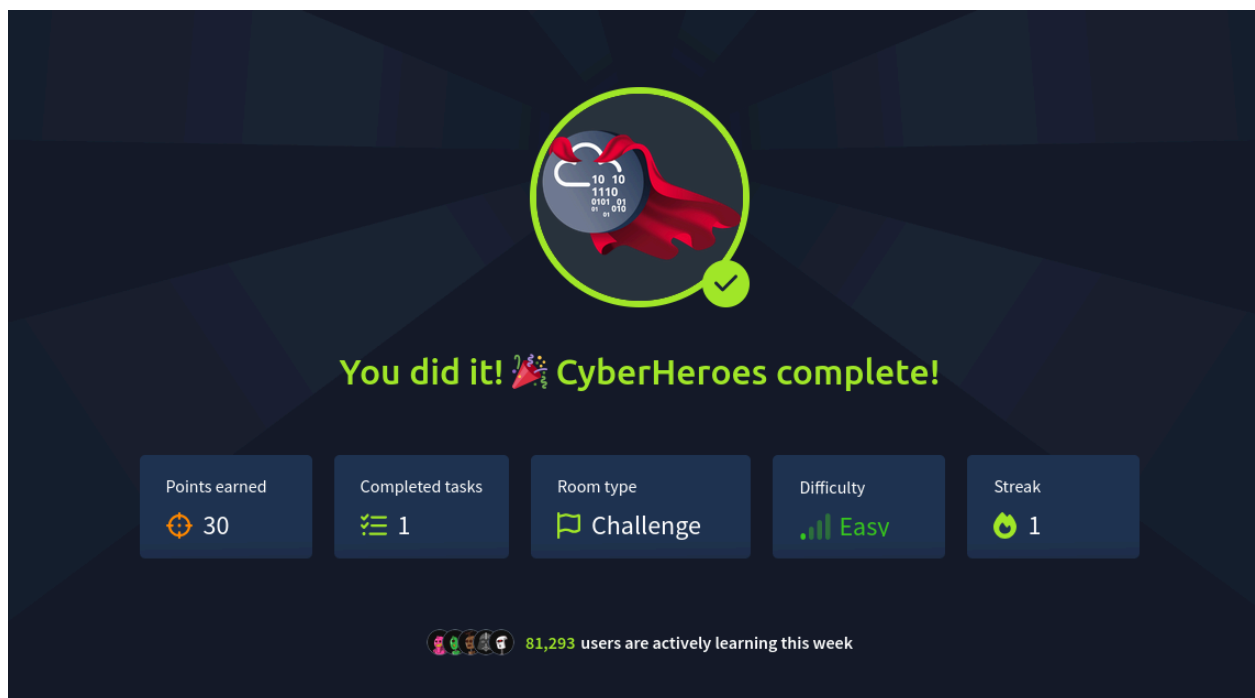 10 10
1110
0101 01
01 010
01
You did it! 🎉 CyberHeroes complete!
Points earned
30
Completed tasks
1
Room type
Challenge
Difficulty
Easy
Streak
1
81,293 users are actively learning this week